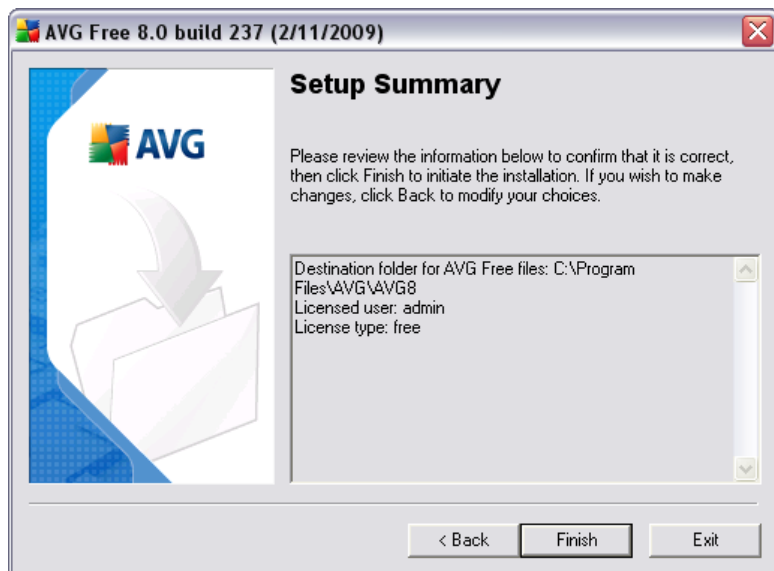 AVG Free 8.0 build 237 (2/11/2009)
AVG
Setup Summary
Please review the information below to confirm that it is correct,
then click Finish to initiate the installation. If you wish to make
changes, click Back to modify your choices.
Destination folder for AVG Free files: C:\Program
Files\AVG\AVG8
Licensed user: admin
License type: free
< Back
Finish
Exit